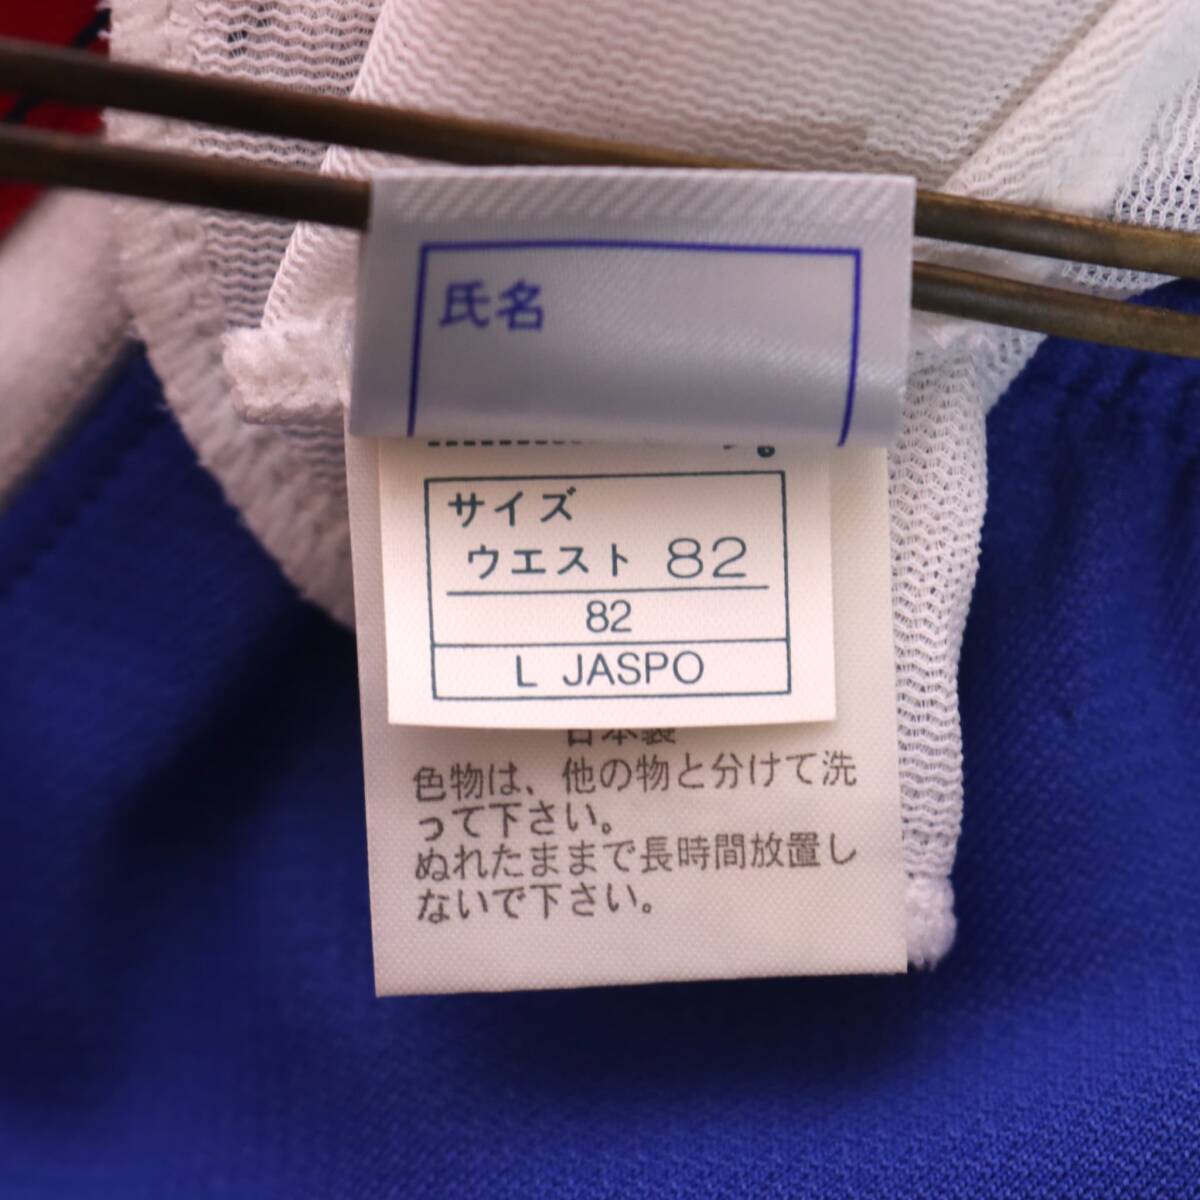 氏名
サイズ
ウエスト 82
82
L JASPO
日本製
色物は、他の物と分けて洗
って下さい。
ぬれたままで長時間放置し
ないで下さい。